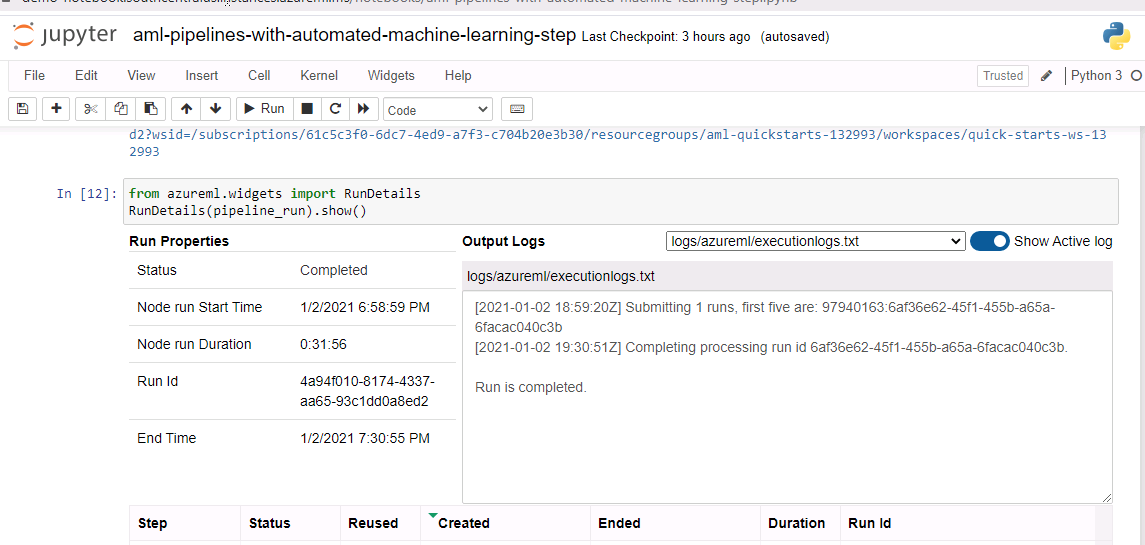 jupyter aml-pipelines-with-automated-machine-learning-step Last Checkpoint: 3 hours ago (autosaved)
File Edit View Insert Cell Kernel Widgets Help Trusted Python 3
Run Code
d2?wsid=/subscriptions/61c5c3f0-6dc7-4ed9-a7f3-c704b20e3b30/resourcegroups/aml-quickstarts-132993/workspaces/quick-starts-ws-13
2993
In [12]: from azureml.widgets import RunDetails
RunDetails(pipeline_run).show()
Run Properties
Status Completed
Node run Start Time 1/2/2021 6:58:59 PM
Node run Duration 0:31:56
Run Id 4a94f010-8174-4337-
aa65-93c1dd0a8ed2
End Time 1/2/2021 7:30:55 PM
Output Logs logs/azureml/executionlogs.txt Show Active log
logs/azureml/executionlogs.txt
[2021-01-02 18:59:20Z] Submitting 1 runs, first five are: 97940163:6af36e62-45f1-455b-a65a-
6facac040c3b
[2021-01-02 19:30:51Z] Completing processing run id 6af36e62-45f1-455b-a65a-6facac040c3b.
Run is completed.
Step Status Reused Created Ended Duration Run Id